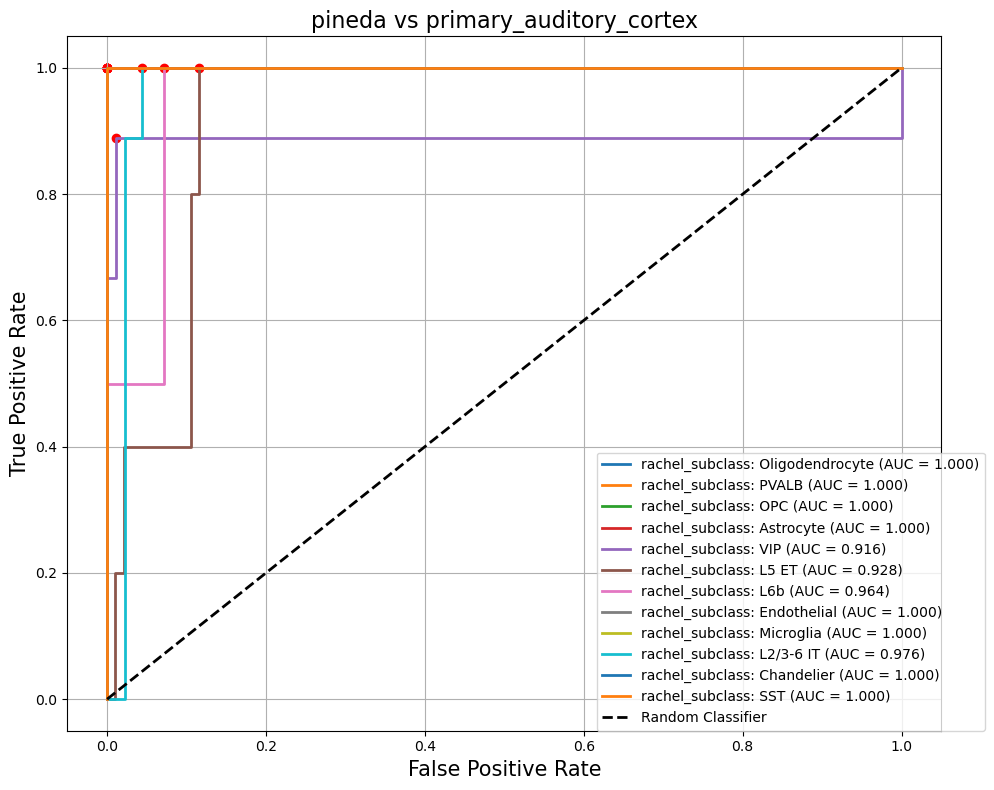 pineda vs primary_auditory_cortex
True Positive Rate
1.0
0.8
0.6
0.4
0.2
0.0
rachel_subclass: Oligodendrocyte (AUC = 1.000)
rachel_subclass: PVALB (AUC = 1.000)
rachel_subclass: OPC (AUC = 1.000)
rachel_subclass: Astrocyte (AUC = 1.000)
rachel_subclass: VIP (AUC = 0.916)
rachel_subclass: L5 ET (AUC = 0.928)
rachel_subclass: L6b (AUC = 0.964)
rachel_subclass: Endothelial (AUC = 1.000)
rachel_subclass: Microglia (AUC = 1.000)
rachel_subclass: L2/3-6 IT (AUC = 0.976)
rachel_subclass: Chandelier (AUC = 1.000)
rachel_subclass: SST (AUC = 1.000)
Random Classifier
0.0 0.2 0.4 0.6 0.8 1.0
False Positive Rate